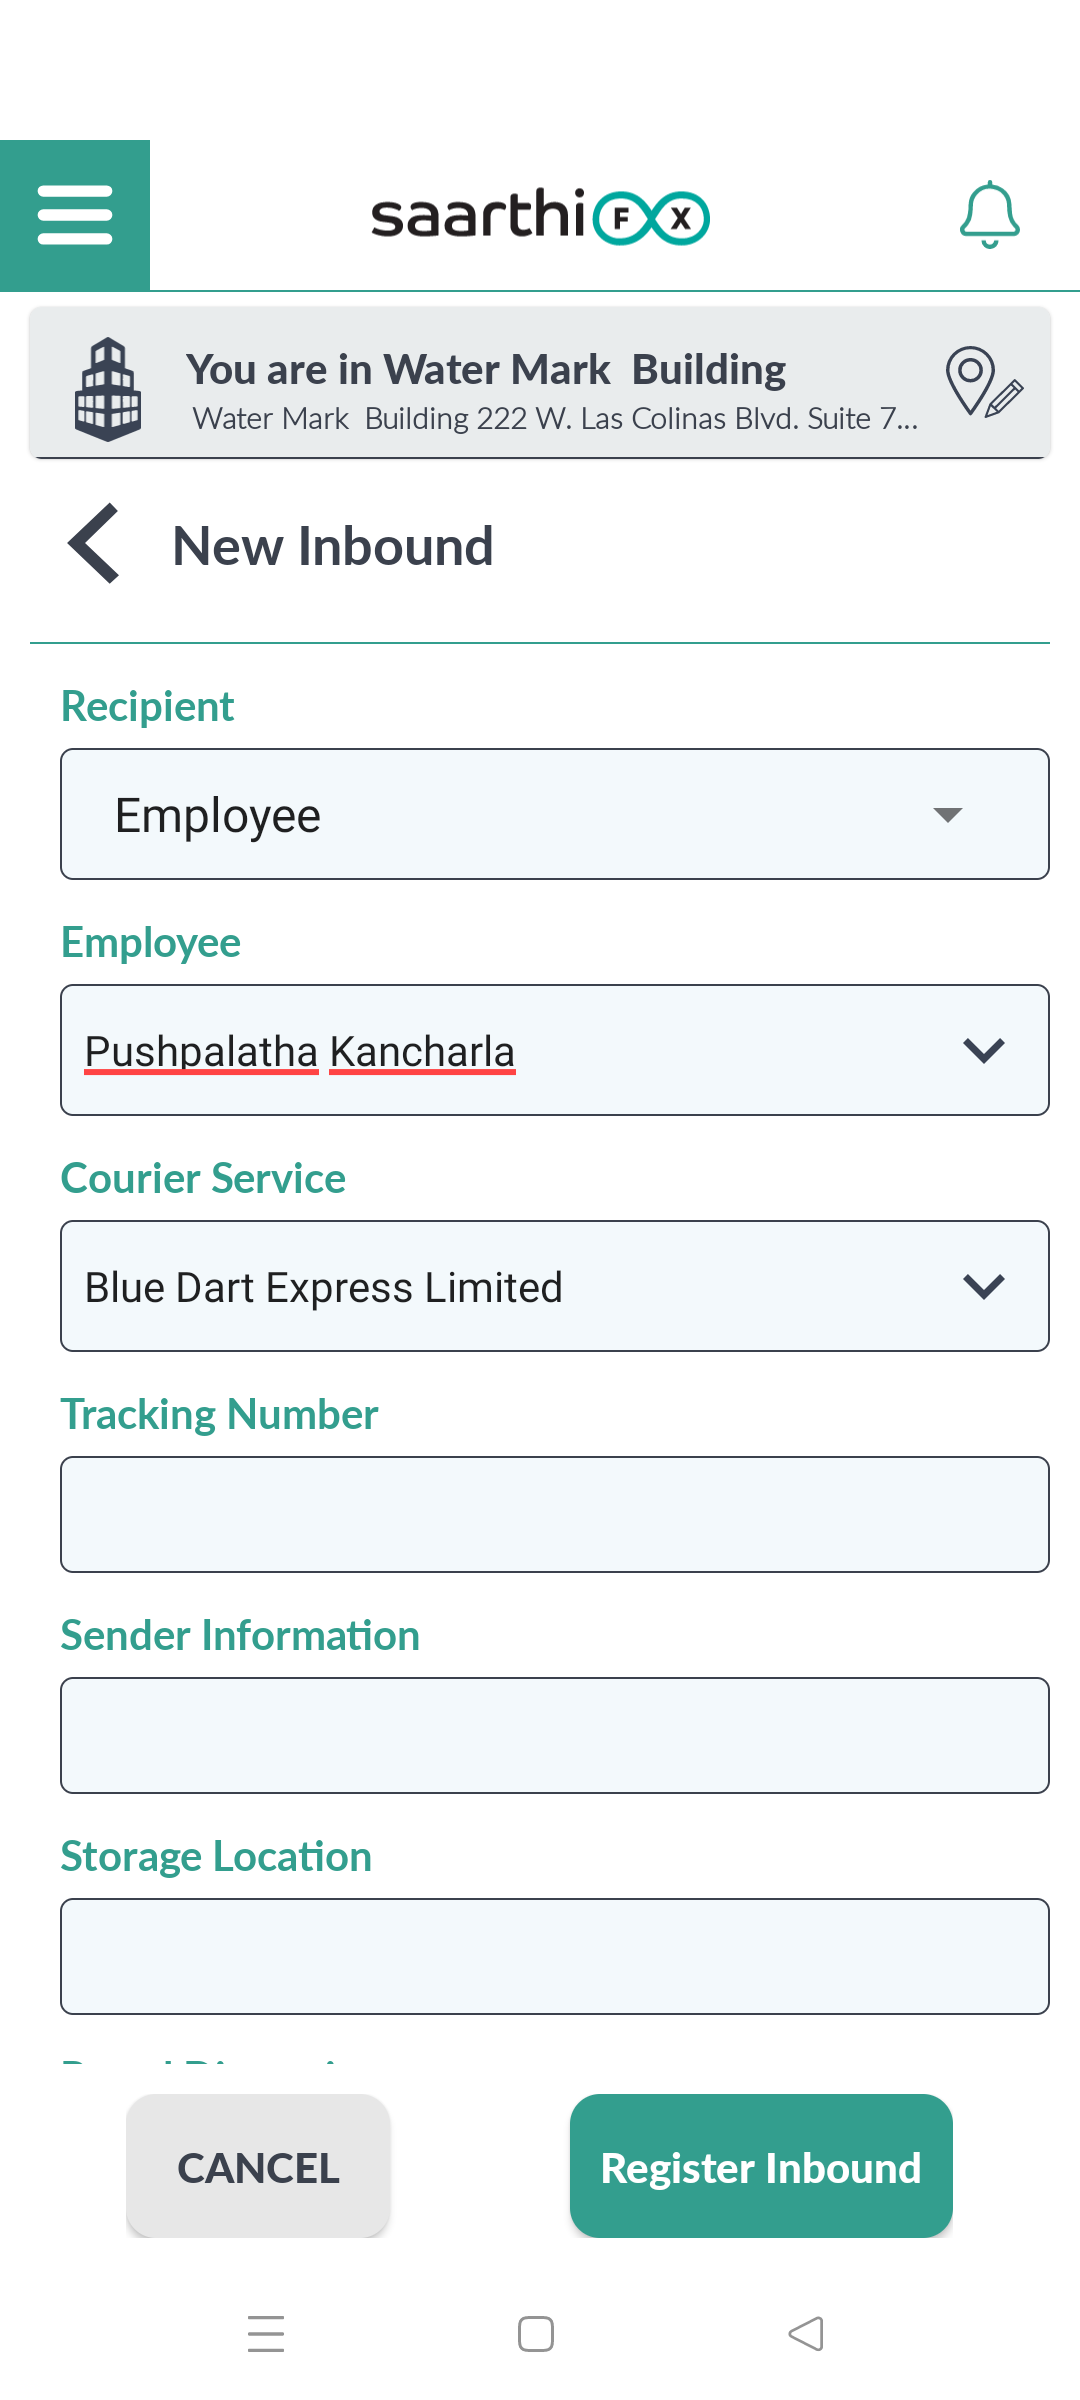 saarthi F X
You are in Water Mark  Building
Water Mark  Building 222 W. Las Colinas Blvd. Suite 7...
New Inbound
Recipient
Employee
Employee
Pushpalatha Kancharla
Courier Service
Blue Dart Express Limited
Tracking Number
Sender Information
Storage Location
CANCEL
Register Inbound